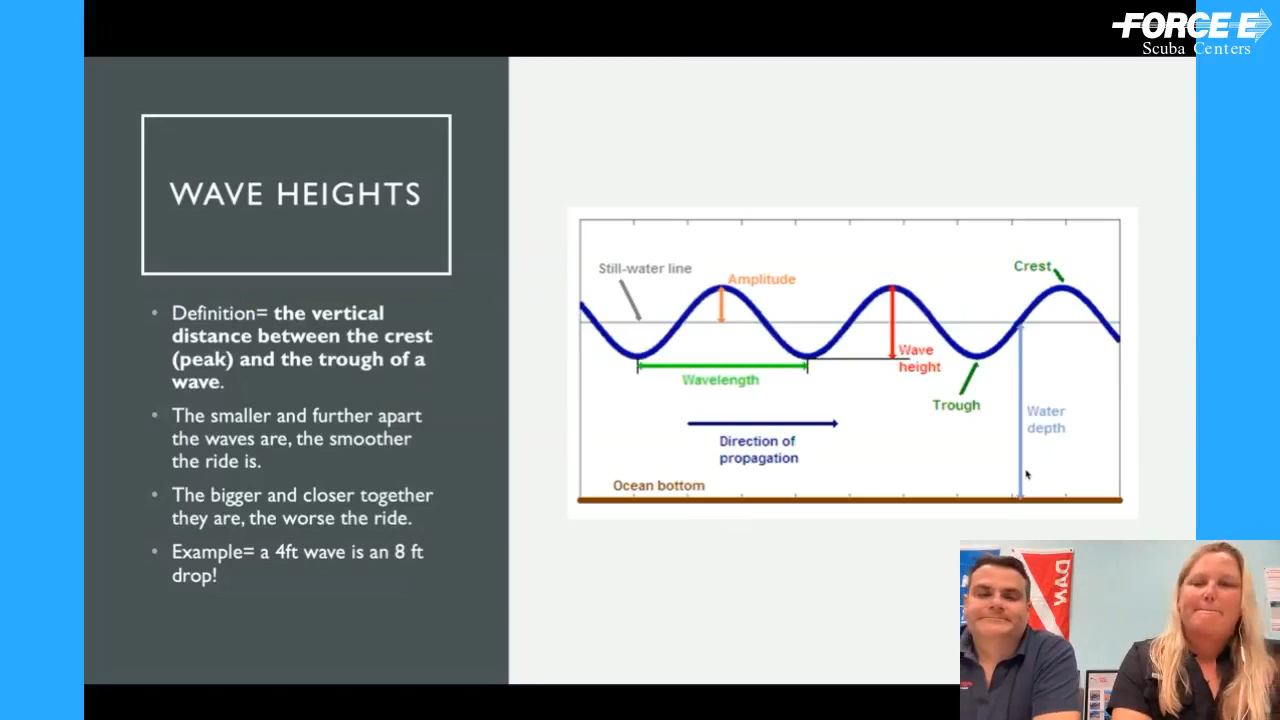 FORCE-E
Scuba Centers
WAVE HEIGHTS
• Definition= the vertical
distance between the crest
(peak) and the trough of a
wave.
• The smaller and further apart
the waves are, the smoother
the ride is.
• The bigger and closer together
they are, the worse the ride.
• Example= a 4ft wave is an 8 ft
drop!
Still-water line
Amplitude
Crest
Wave
height
Wavelength
Trough
Water
depth
Direction of
propagation
Ocean bottom
DAN